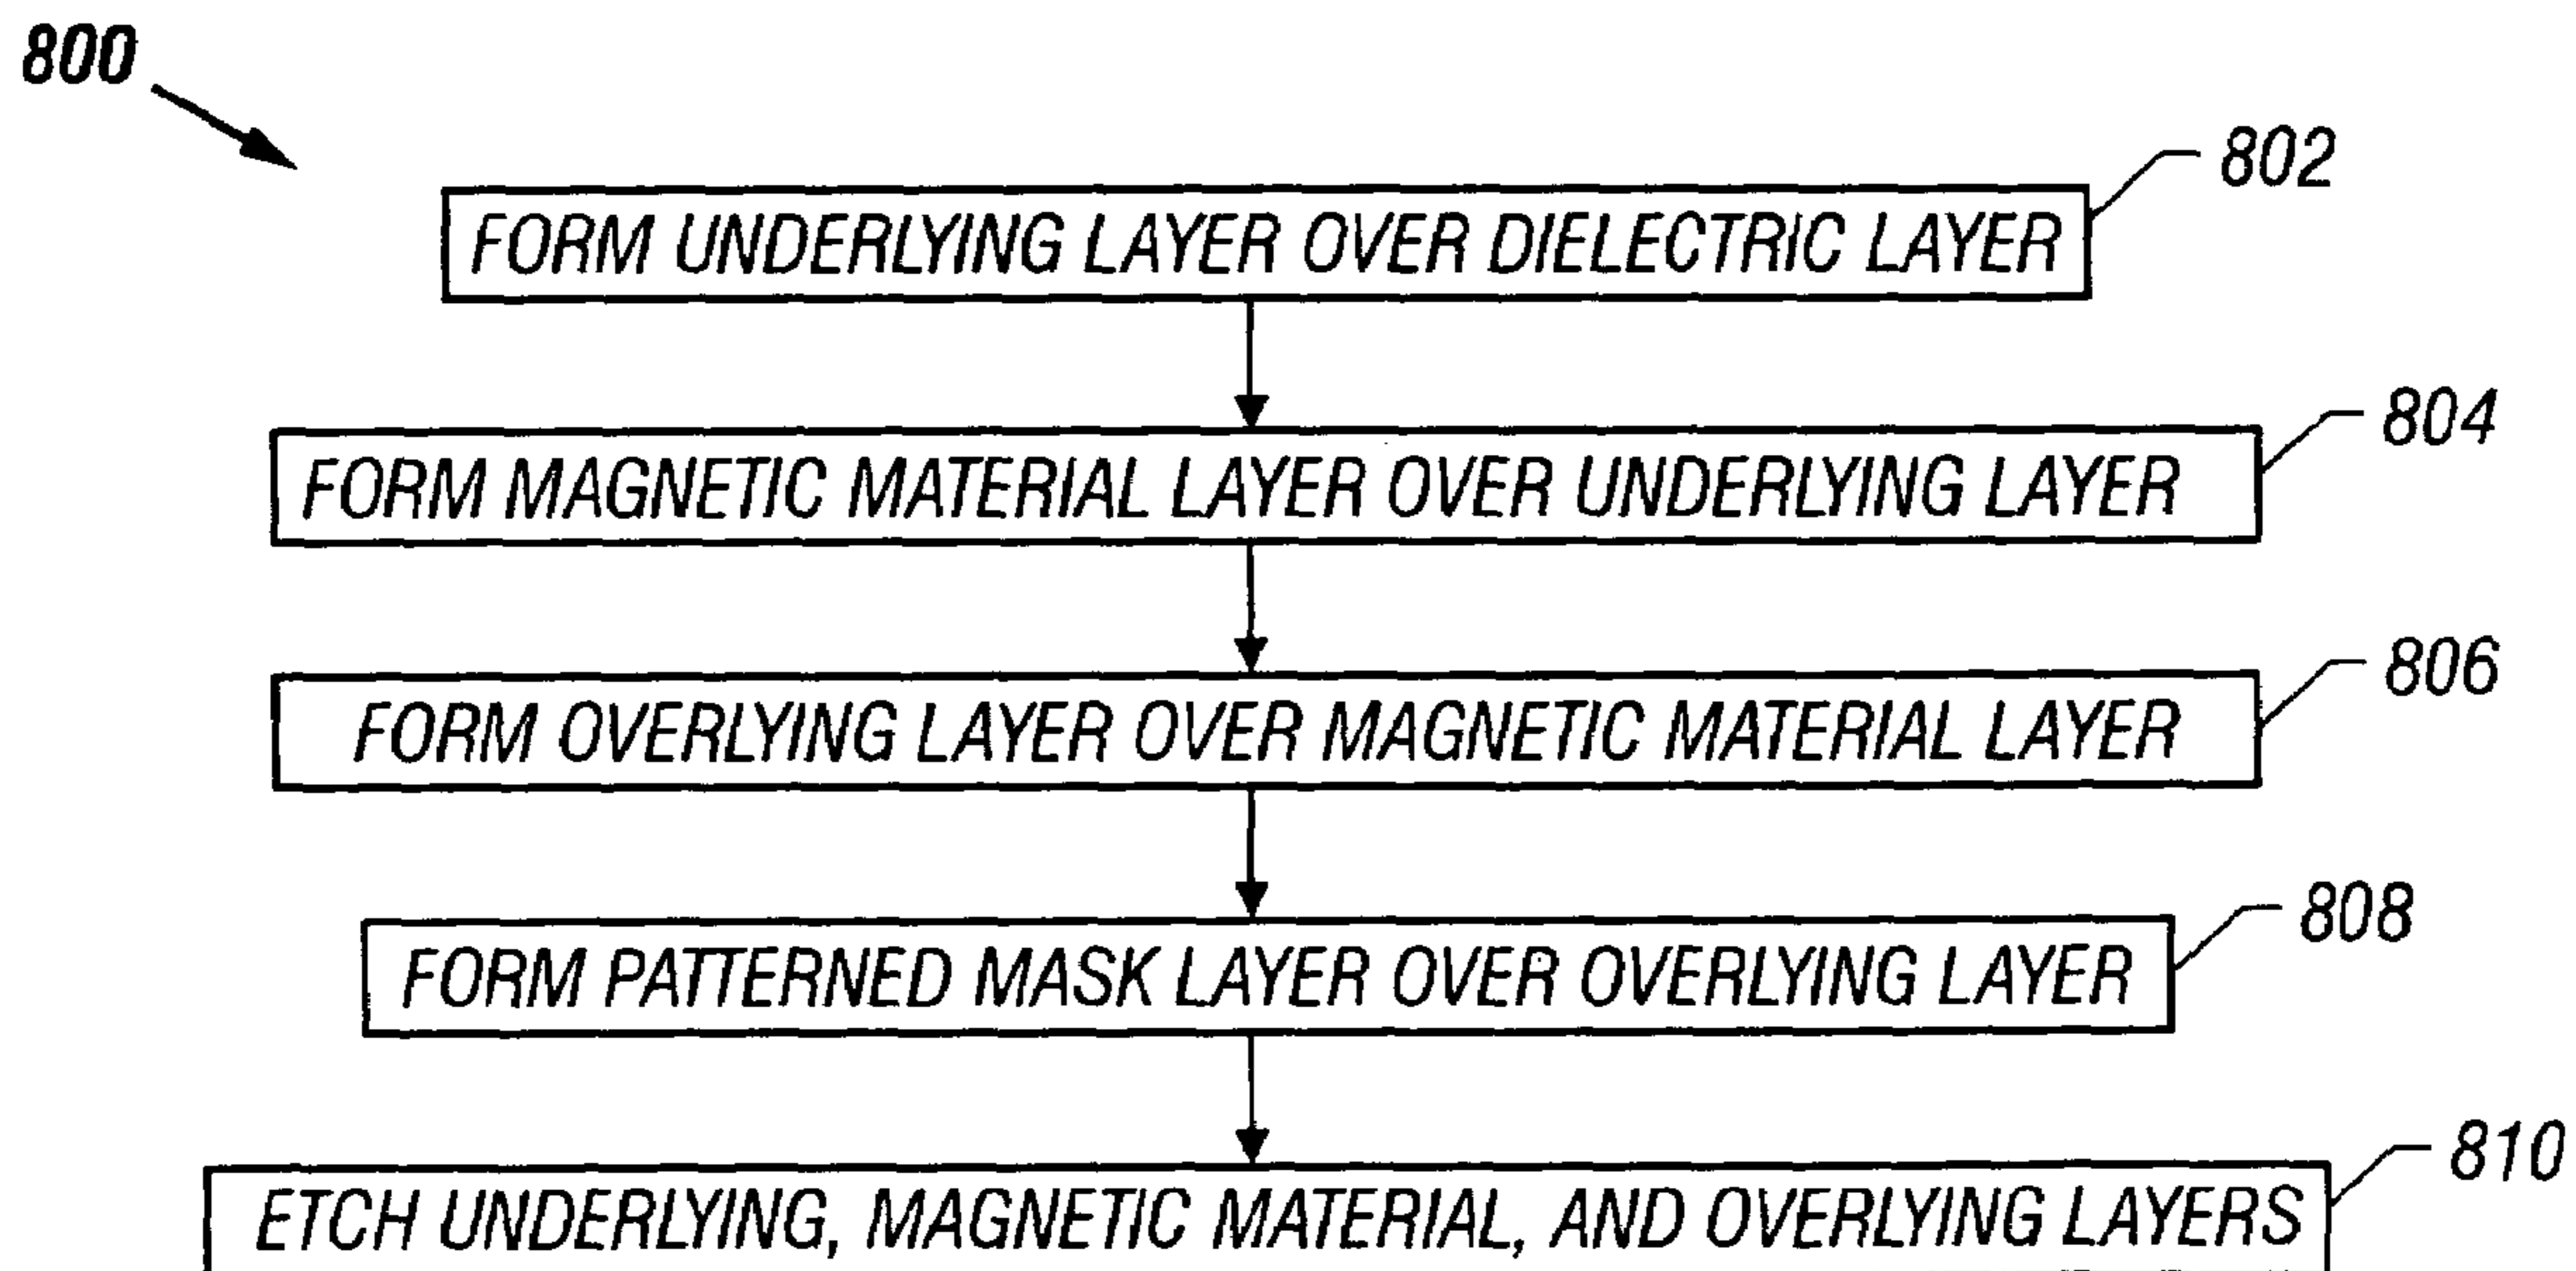 800
802
FORM UNDERLYING LAYER OVER DIELECTRIC LAYER
804
FORM MAGNETIC MATERIAL LAYER OVER UNDERLYING LAYER
806
FORM OVERLYING LAYER OVER MAGNETIC MATERIAL LAYER
808
FORM PATTERNED MASK LAYER OVER OVERLYING LAYER
810
ETCH UNDERLYING, MAGNETIC MATERIAL, AND OVERLYING LAYERS